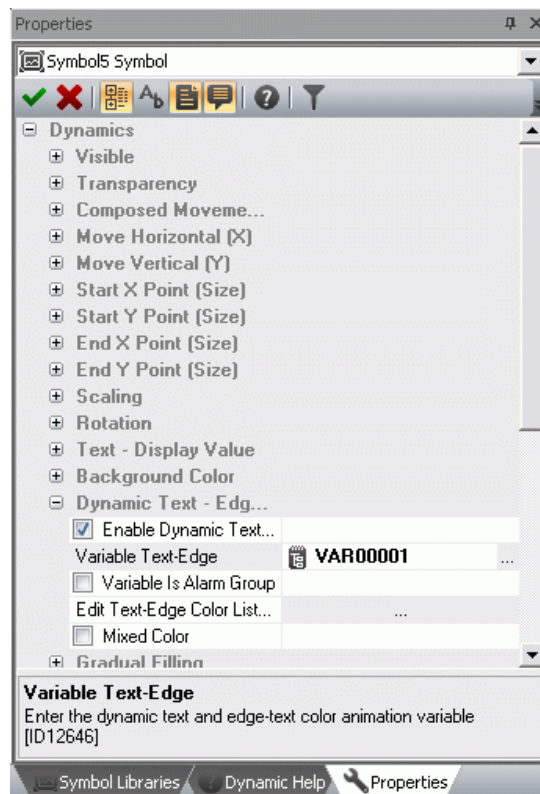 Properties
Symbol5 Symbol
Dynamics
Visible
Transparency
Composed Moveme...
Move Horizontal (X)
Move Vertical (Y)
Start X Point (Size)
Start Y Point (Size)
End X Point (Size)
End Y Point (Size)
Scaling
Rotation
Text - Display Value
Background Color
Dynamic Text - Edg...
Enable Dynamic Text...
Variable Text-Edge VAR00001 ...
Variable Is Alarm Group
Edit Text-Edge Color List... ...
Mixed Color
Gradual Filling
Variable Text-Edge
Enter the dynamic text and edge-text color animation variable
[ID12646]
Symbol Libraries Dynamic Help Properties